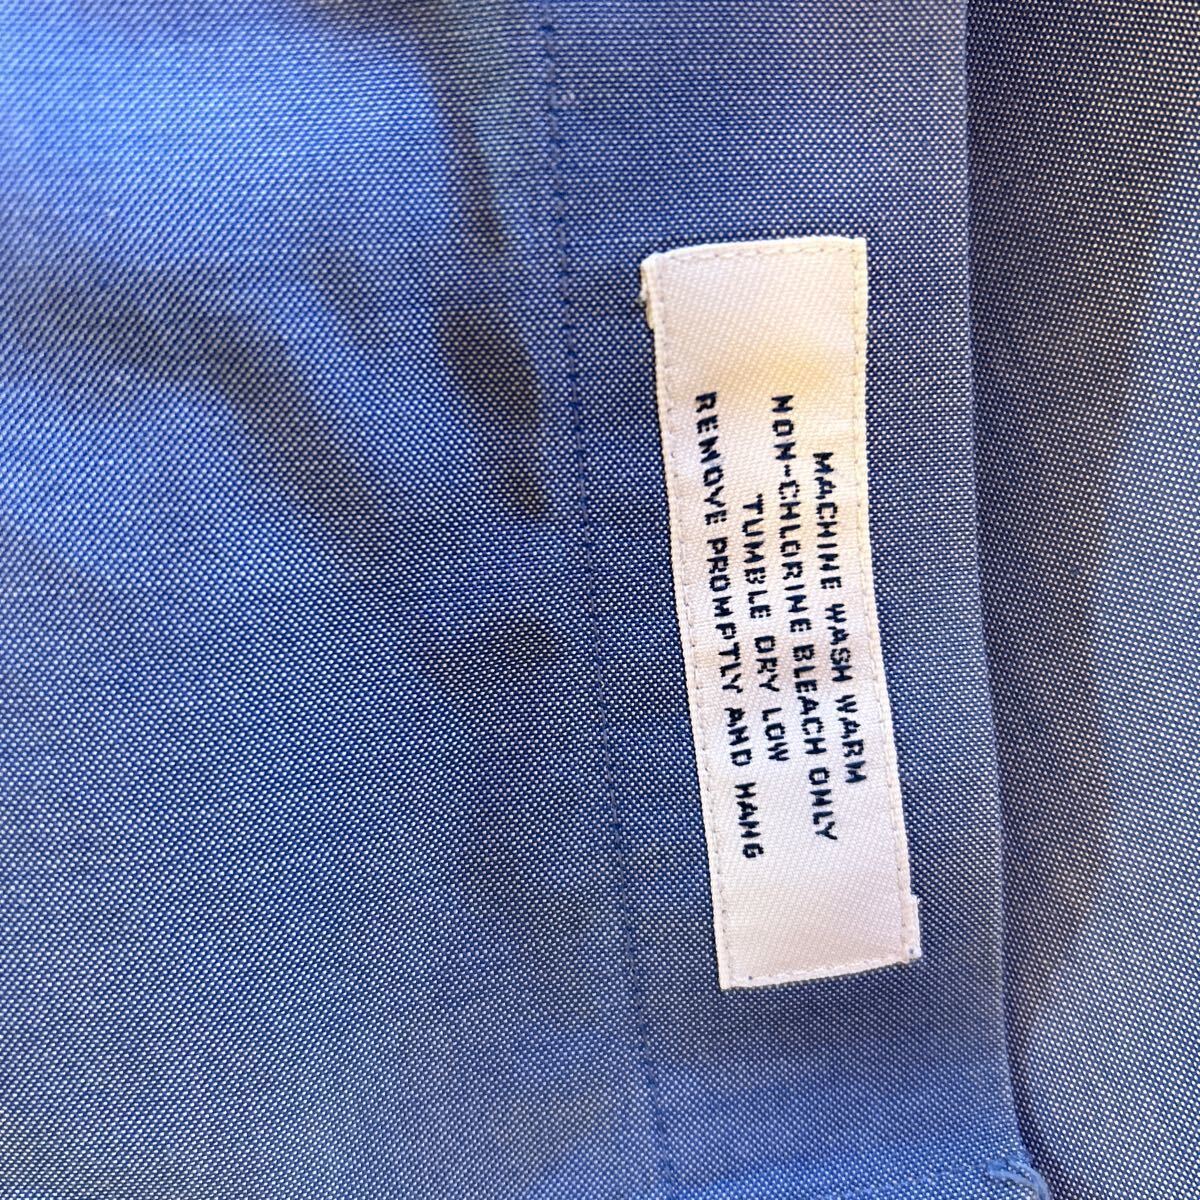 MACHINE WASH WARM
NON-CHLORINE BLEACH ONLY
TUMBLE DRY LOW
REMOVE PROMPTLY AND HANG